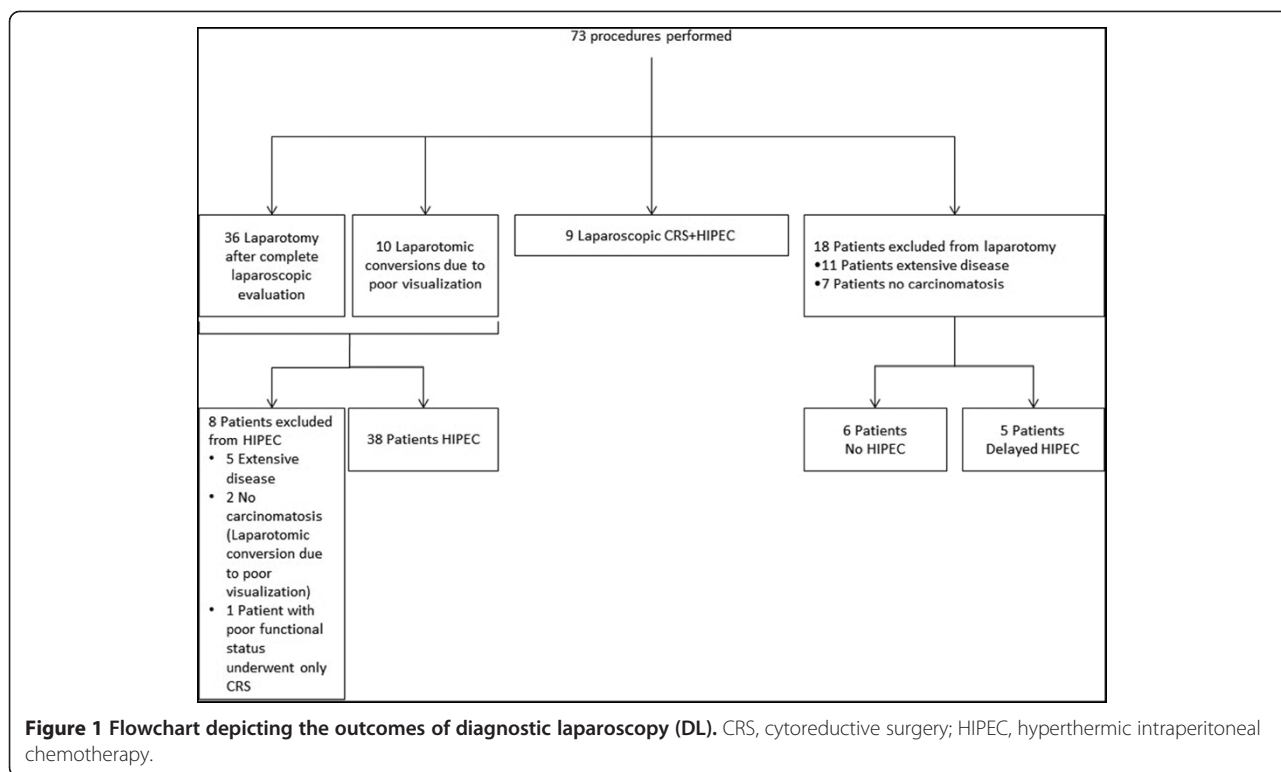 73 procedures performed
36 Laparotomy
after complete
laparoscopic
evaluation
10 Laparotomic
conversions due to
poor visualization
9 Laparoscopic CRS+HIPEC
18 Patients excluded from laparotomy
•11 Patients extensive disease
•7 Patients no carcinomatosis
8 Patients excluded
from HIPEC
• 5 Extensive
disease
• 2 No
carcinomatosis
(Laparotomic
conversion due
to poor
visualization)
• 1 Patient with
poor functional
status
underwent only
CRS
38 Patients HIPEC
6 Patients
No HIPEC
5 Patients
Delayed HIPEC
Figure 1 Flowchart depicting the outcomes of diagnostic laparoscopy (DL). CRS, cytoreductive surgery; HIPEC, hyperthermic intraperitoneal
chemotherapy.